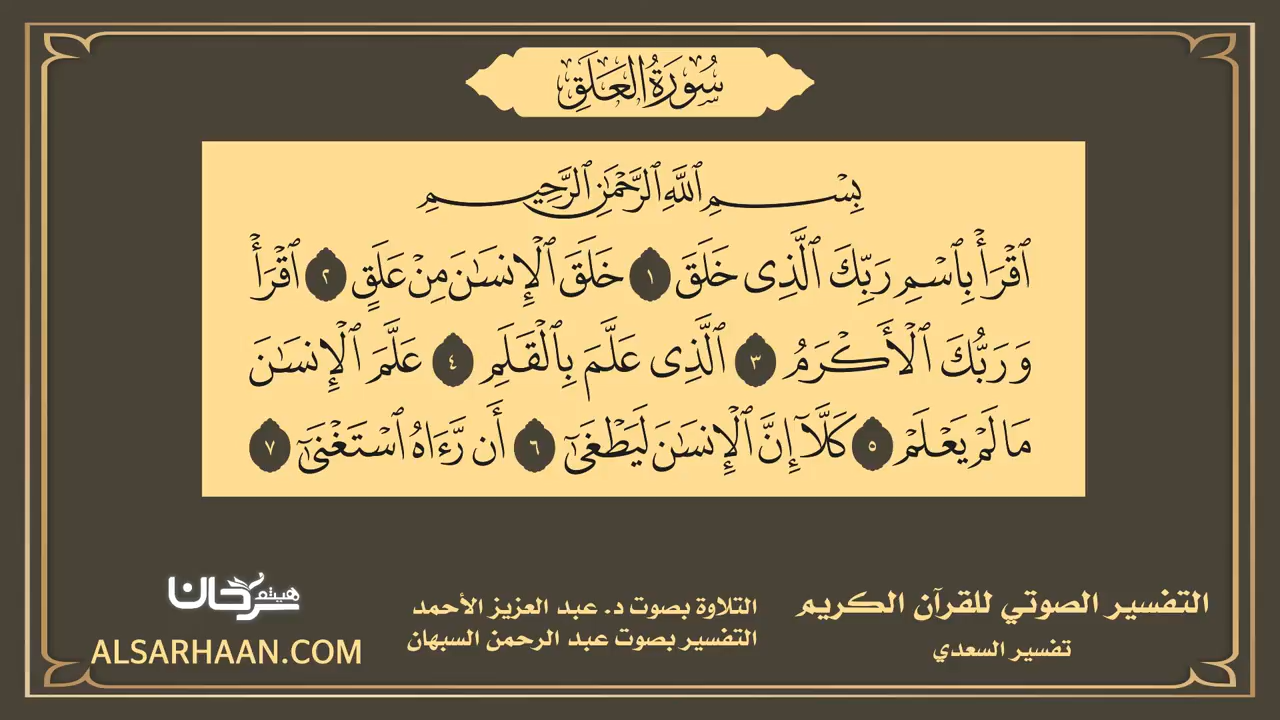 سُورَةُ الْعَلَقِ
بِسْمِ ٱللَّهِ ٱلرَّحْمَٰنِ ٱلرَّحِيمِ
ٱقْرَأْ بِٱسْمِ رَبِّكَ ٱلَّذِى خَلَقَ ١ خَلَقَ ٱلْإِنسَٰنَ مِنْ عَلَقٍ ٢ ٱقْرَأْ
وَرَبُّكَ ٱلْأَكْرَمُ ٣ ٱلَّذِى عَلَّمَ بِٱلْقَلَمِ ٤ عَلَّمَ ٱلْإِنسَٰنَ
مَا لَمْ يَعْلَمْ ٥ كَلَّآ إِنَّ ٱلْإِنسَٰنَ لَيَطْغَىٰٓ ٦ أَن رَّءَاهُ ٱسْتَغْنَىٰٓ ٧
التفسير الصوتي للقرآن الكريم
تفسير السعدي
التلاوة بصوت د. عبد العزيز الأحمد
التفسير بصوت عبد الرحمن السبهان
هيثم سرحان
ALSARHAAN.COM